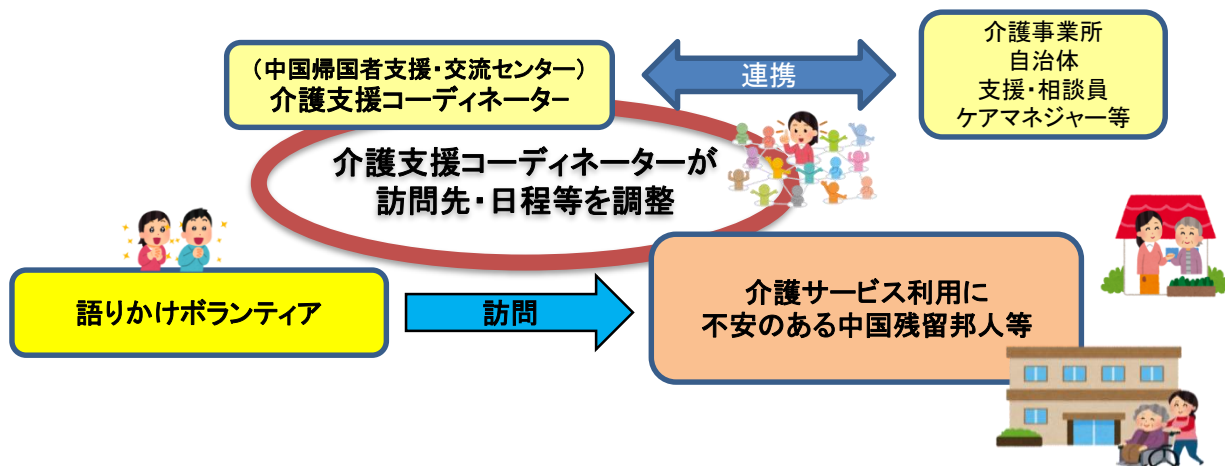 （中国帰国者支援・交流センター）
介護支援コーディネーター
連携
介護事業所
自治体
支援・相談員
ケアマネジャー等
介護支援コーディネーターが
訪問先・日程等を調整
語りかけボランティア
訪問
介護サービス利用に
不安のある中国残留邦人等